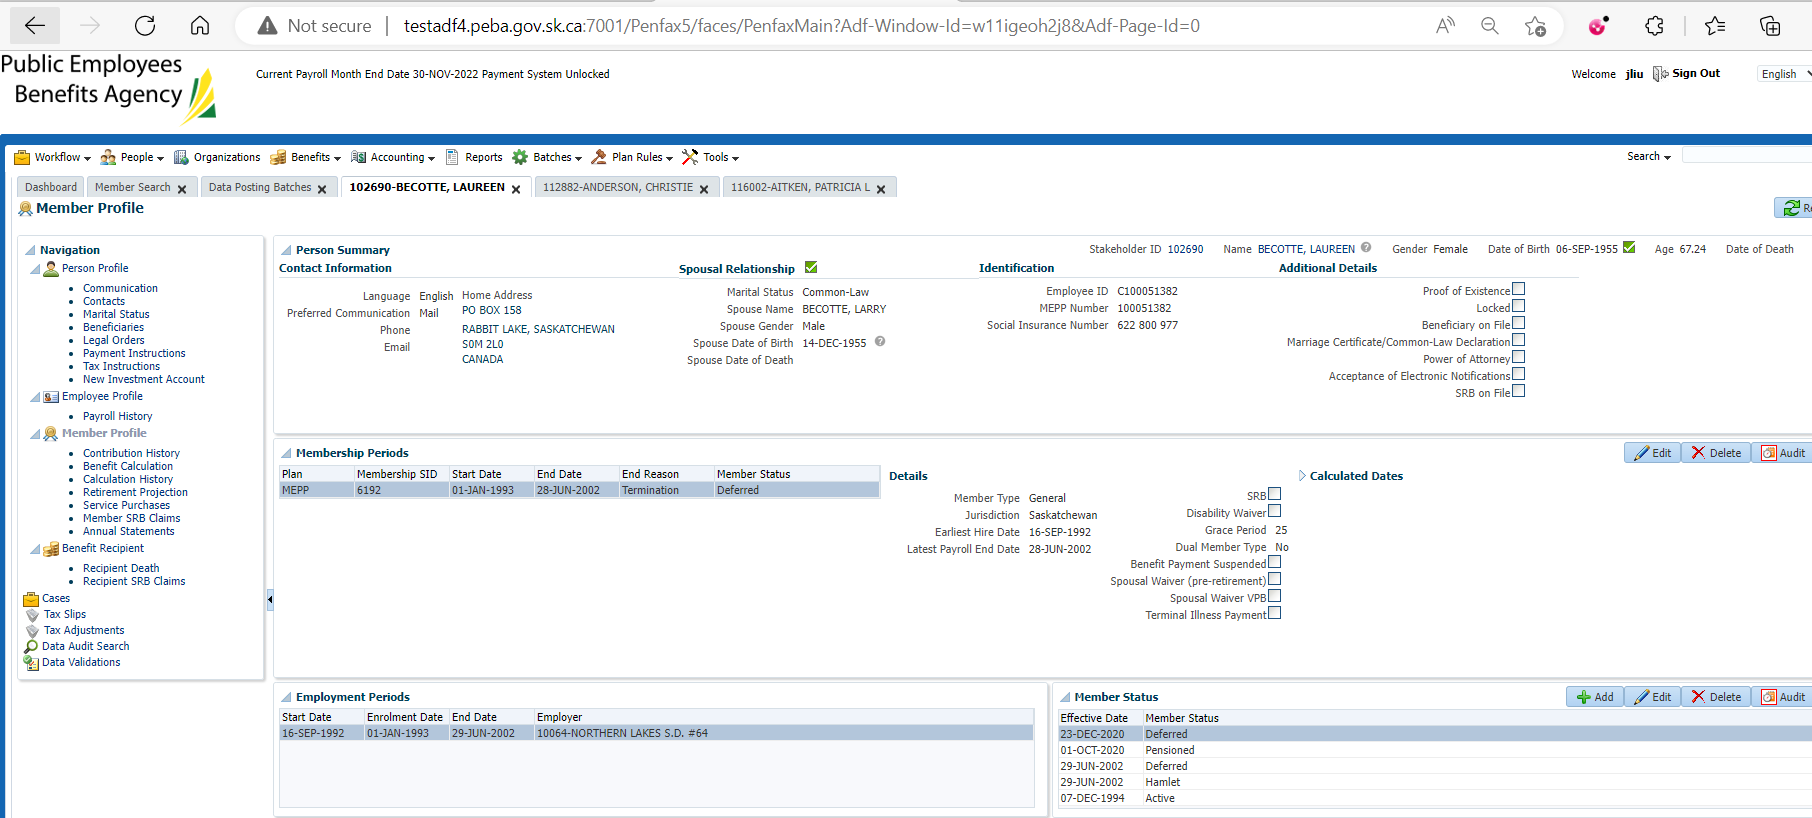 Not secure | testadf4.peba.gov.sk.ca:7001/Penfax5/faces/PenfaxMain?Adf-Window-Id=w11igeoh2j8&Adf-Page-Id=0
Public Employees
Benefits Agency
Current Payroll Month End Date 30-NOV-2022 Payment System Unlocked
Welcome jliu Sign Out English
Workflow People Organizations Benefits Accounting Reports Batches Plan Rules Tools Search
Dashboard Member Search Data Posting Batches 102690-BECOTTE, LAUREEN 112882-ANDERSON, CHRISTIE 116002-AITKEN, PATRICIA L
Member Profile
Navigation
Person Profile
Communication
Contacts
Marital Status
Beneficiaries
Legal Orders
Payment Instructions
Tax Instructions
New Investment Account
Employee Profile
Payroll History
Member Profile
Contribution History
Benefit Calculation
Calculation History
Retirement Projection
Service Purchases
Member SRB Claims
Annual Statements
Benefit Recipient
Recipient Death
Recipient SRB Claims
Cases
Tax Slips
Tax Adjustments
Data Audit Search
Data Validations
Person Summary Stakeholder ID 102690 Name BECOTTE, LAUREEN Gender Female Date of Birth 06-SEP-1955 Age 67.24 Date of Death
Contact Information
Language English
Preferred Communication Mail
Phone
Email
Home Address
PO BOX 158
RABBIT LAKE, SASKATCHEWAN
S0M 2L0
CANADA
Spousal Relationship
Marital Status Common-Law
Spouse Name BECOTTE, LARRY
Spouse Gender Male
Spouse Date of Birth 14-DEC-1955
Spouse Date of Death
Identification
Employee ID C100051382
MEPP Number 100051382
Social Insurance Number 622 800 977
Additional Details
Proof of Existence
Locked
Beneficiary on File
Marriage Certificate/Common-Law Declaration
Power of Attorney
Acceptance of Electronic Notifications
SRB on File
Membership Periods Edit Delete Audit
Plan Membership SID Start Date End Date End Reason Member Status
MEPP 6192 01-JAN-1993 28-JUN-2002 Termination Deferred
Details
Member Type General
Jurisdiction Saskatchewan
Earliest Hire Date 16-SEP-1992
Latest Payroll End Date 28-JUN-2002
SRB
Disability Waiver
Grace Period 25
Dual Member Type No
Benefit Payment Suspended
Spousal Waiver (pre-retirement)
Spousal Waiver VPB
Terminal Illness Payment
Calculated Dates
Employment Periods
Start Date Enrolment Date End Date Employer
16-SEP-1992 01-JAN-1993 29-JUN-2002 10064-NORTHERN LAKES S.D. #64
Member Status Add Edit Delete Audit
Effective Date Member Status
23-DEC-2020 Deferred
01-OCT-2020 Pensioned
29-JUN-2002 Deferred
29-JUN-2002 Hamlet
07-DEC-1994 Active